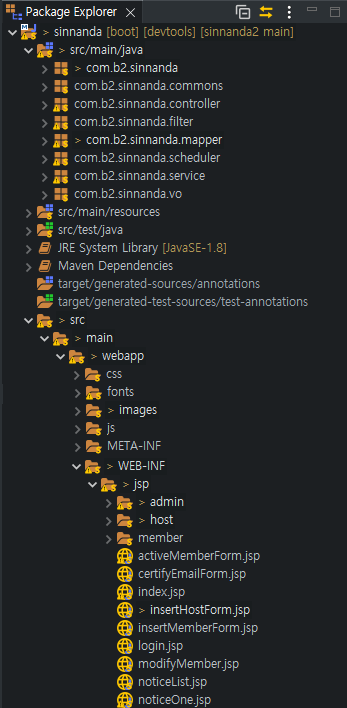 Package Explorer
> sinnanda [boot] [devtools] [sinnanda2 main]
> src/main/java
> com.b2.sinnanda
com.b2.sinnanda.commons
com.b2.sinnanda.controller
com.b2.sinnanda.filter
> com.b2.sinnanda.mapper
com.b2.sinnanda.scheduler
com.b2.sinnanda.service
com.b2.sinnanda.vo
src/main/resources
src/test/java
JRE System Library [JavaSE-1.8]
Maven Dependencies
target/generated-sources/annotations
target/generated-test-sources/test-annotations
> src
> main
> webapp
css
fonts
> images
js
META-INF
> WEB-INF
> jsp
> admin
> host
member
activeMemberForm.jsp
certifyEmailForm.jsp
index.jsp
> insertHostForm.jsp
insertMemberForm.jsp
login.jsp
modifyMember.jsp
noticeList.jsp
noticeOne.jsp